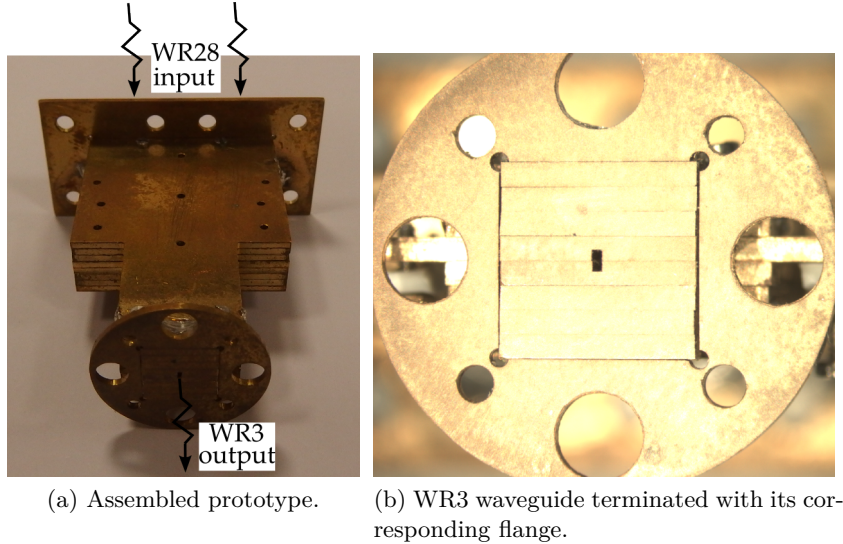 WR28
input
WR3
output
(a) Assembled prototype.
(b) WR3 waveguide terminated with its cor-
responding flange.